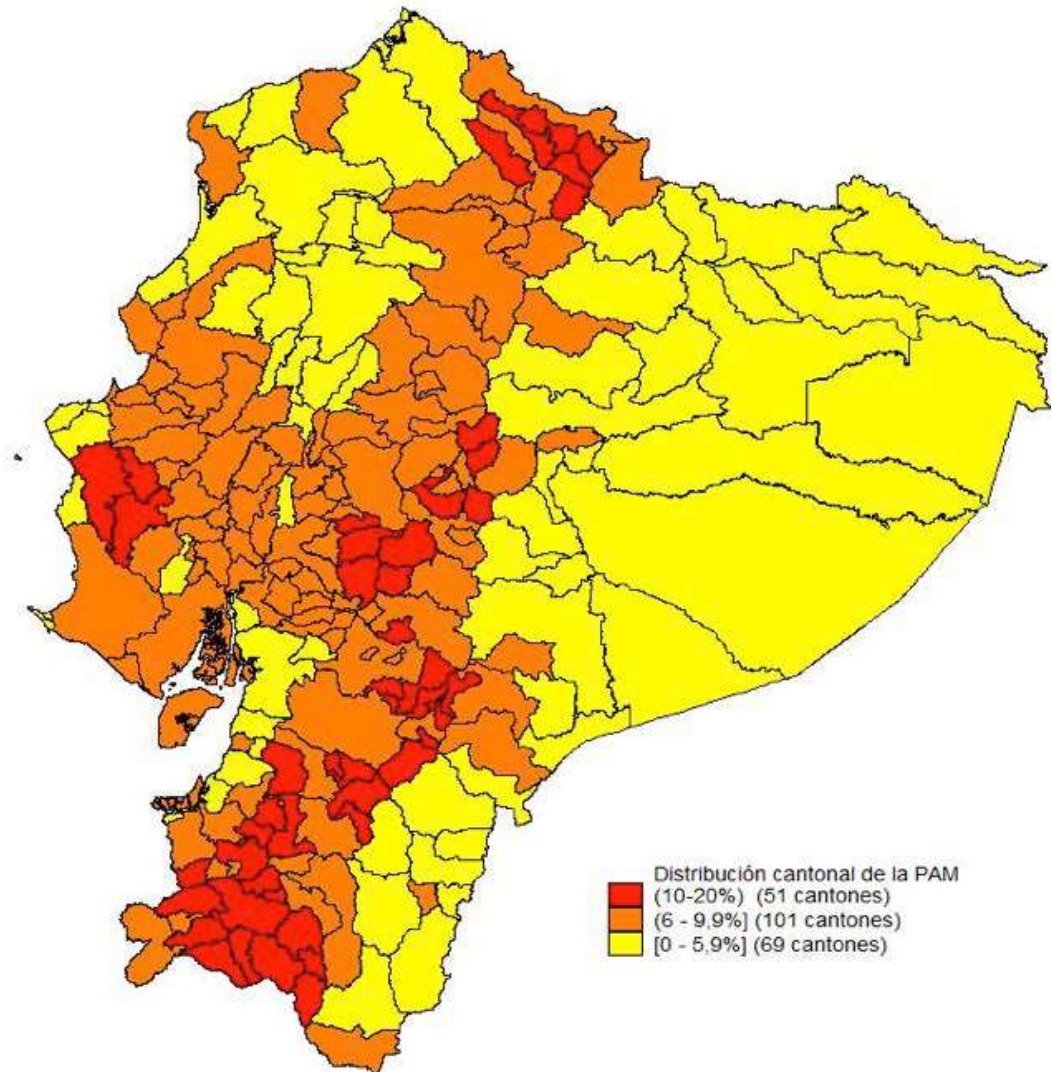 Distribución cantonal de la PAM
(10-20%) (51 cantones)
(6 - 9,9%] (101 cantones)
[0 - 5,9%] (69 cantones)